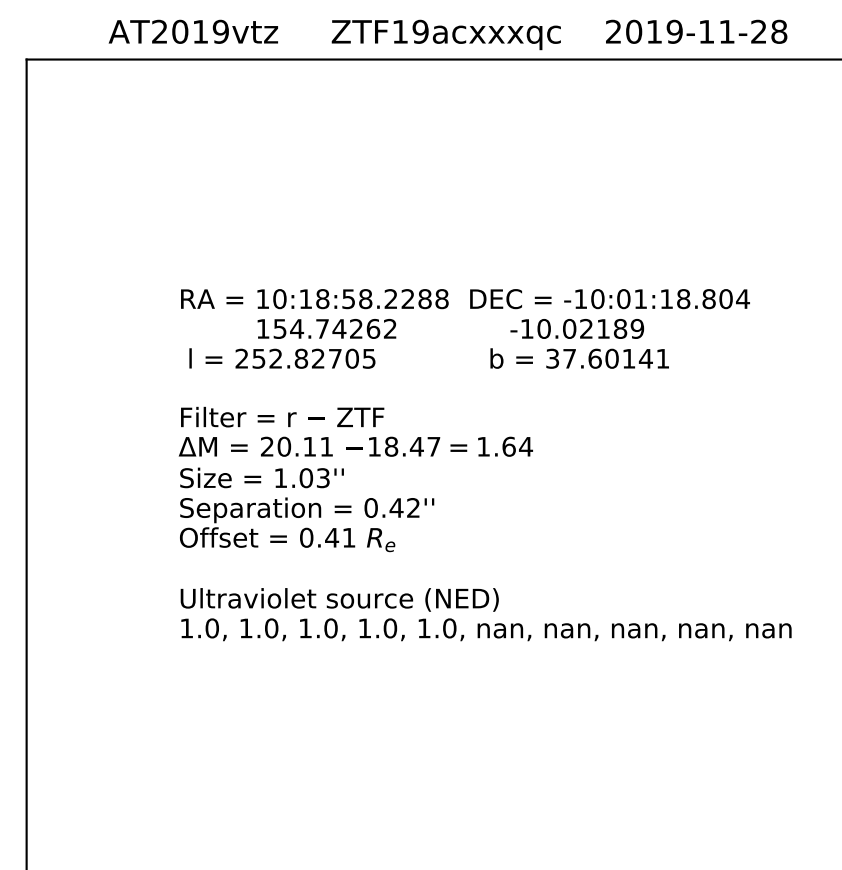 AT2019vtz ZTF19acxxxqc 2019-11-28
RA = 10:18:58.2288 DEC = -10:01:18.804
154.74262 -10.02189
l = 252.82705 b = 37.60141
Filter = r − ZTF
ΔM = 20.11 −18.47 = 1.64
Size = 1.03''
Separation = 0.42''
Offset = 0.41 Re
Ultraviolet source (NED)
1.0, 1.0, 1.0, 1.0, 1.0, nan, nan, nan, nan, nan